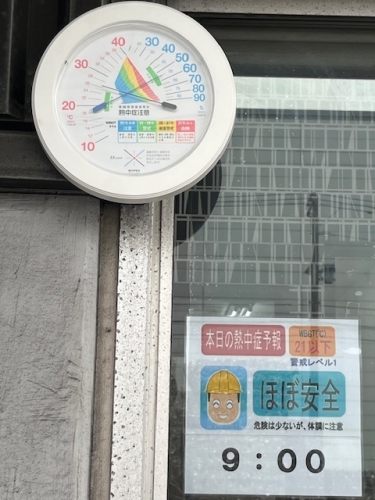 40 30 40 50 60 70 80 90
30
20
10
熱中症注意
注意
本日の熱中症予報
WBGT(℃)
21以下
警戒レベル1
ほぼ安全
危険は少ないが、体調に注意
9:00